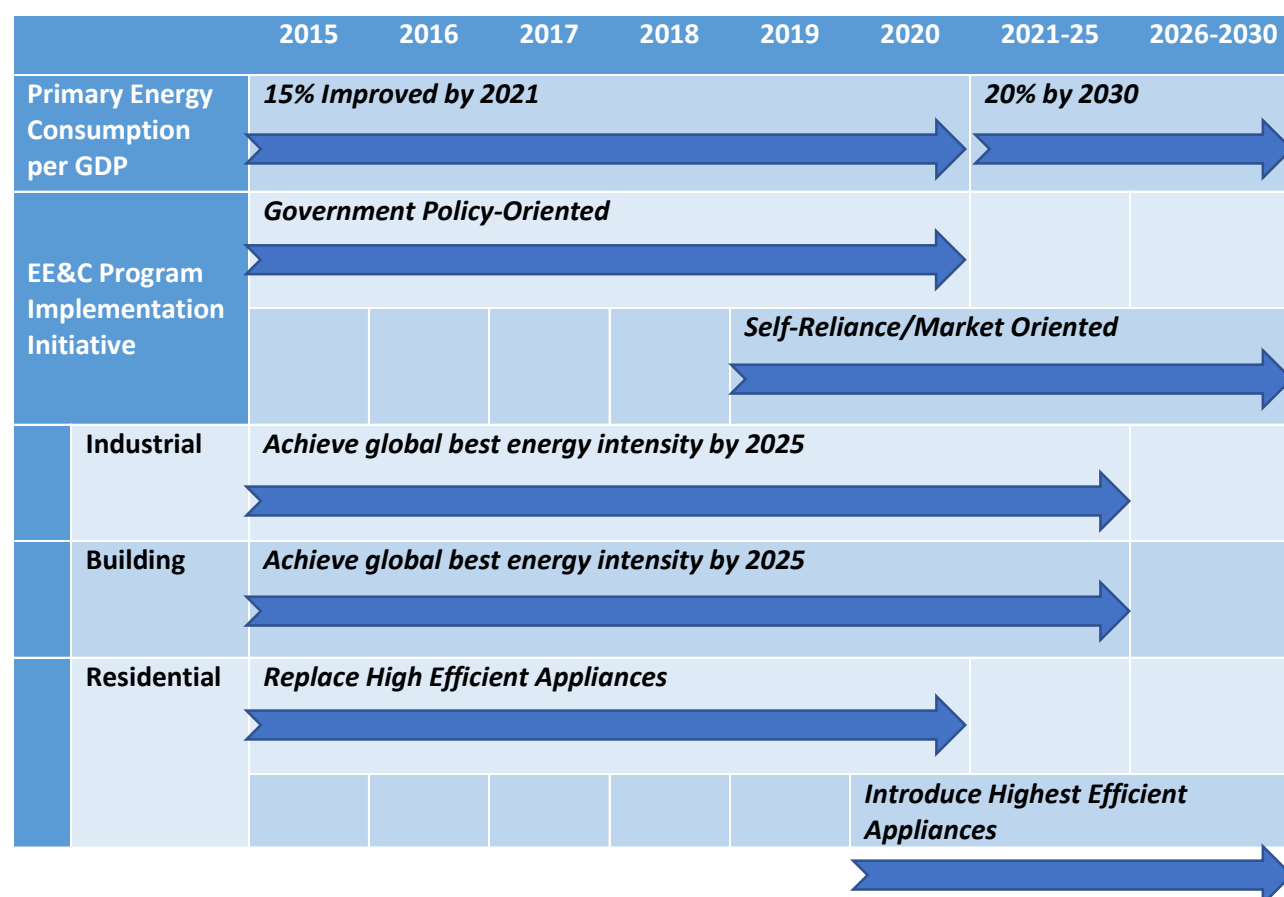 2015 2016 2017 2018 2019 2020 2021-25 2026-2030
Primary Energy
Consumption
per GDP
15% Improved by 2021
20% by 2030
EE&C Program
Implementation
Initiative
Government Policy-Oriented
Self-Reliance/Market Oriented
Industrial
Achieve global best energy intensity by 2025
Building
Achieve global best energy intensity by 2025
Residential
Replace High Efficient Appliances
Introduce Highest Efficient
Appliances